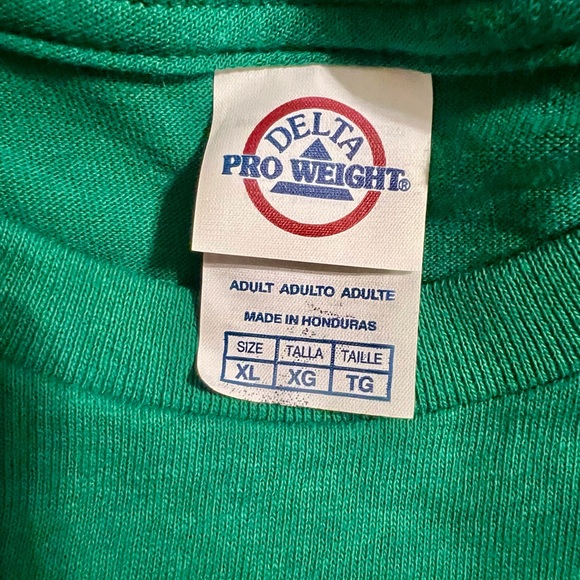 DELTA
PRO WEIGHT®
ADULT ADULTO ADULTE
MADE IN HONDURAS
SIZE TALLA TAILLE
XL XG TG